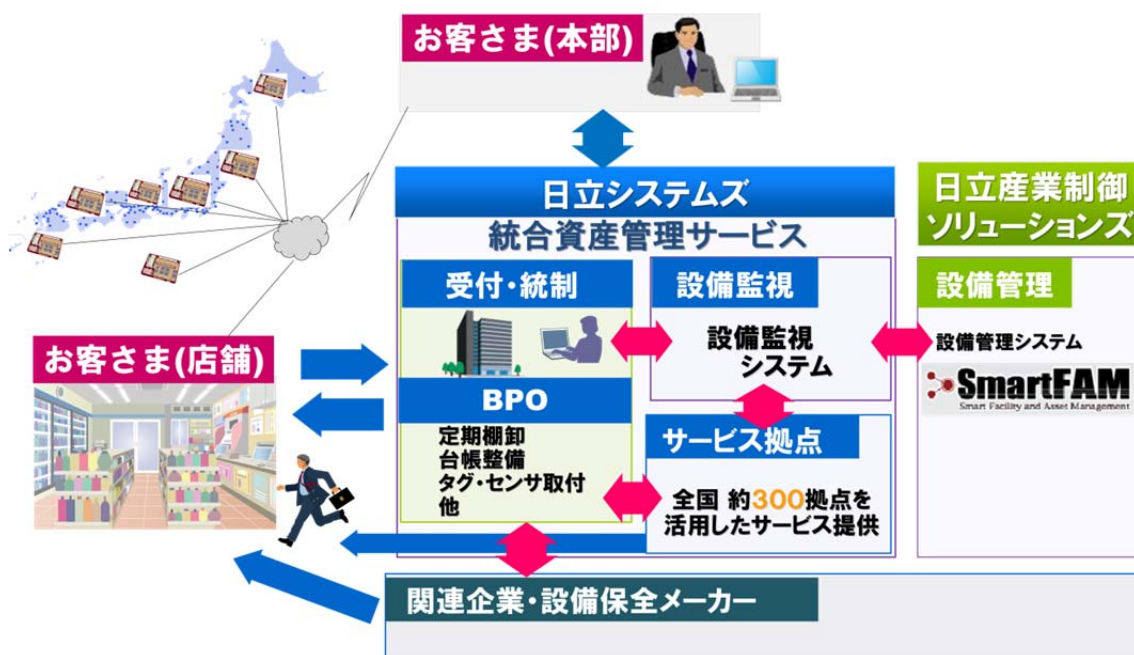 お客さま(本部)
日立システムズ
統合資産管理サービス
受付・統制
設備監視
設備監視
システム
BPO
定期棚卸
台帳整備
タグ・センサ取付
他
サービス拠点
全国 約300拠点を
活用したサービス提供
日立産業制御
ソリューションズ
設備管理
設備管理システム
SmartFAM
Smart Facility and Asset Management
お客さま(店舗)
関連企業・設備保全メーカー